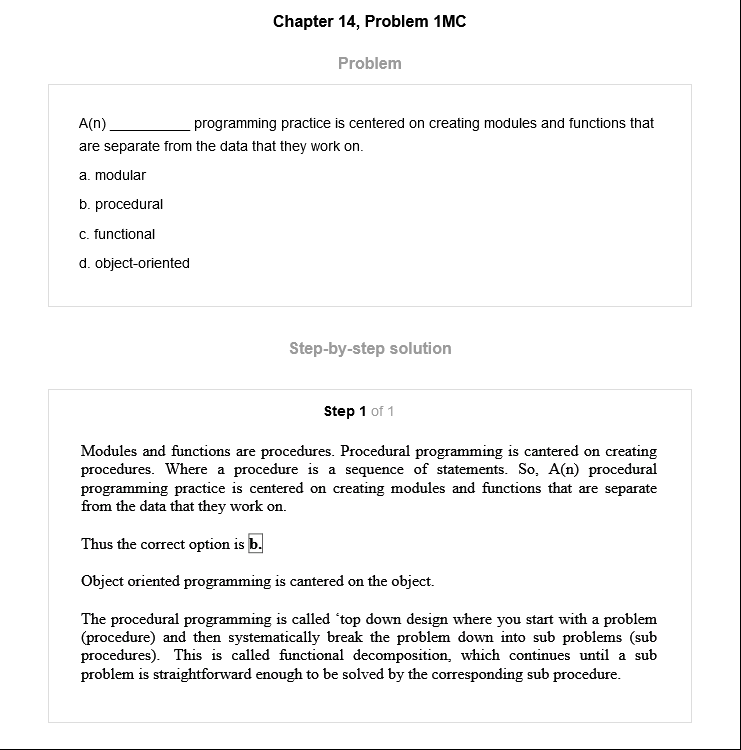 Chapter 14, Problem 1MC
Problem
A(n) __________ programming practice is centered on creating modules and functions that
are separate from the data that they work on.
a. modular
b. procedural
c. functional
d. object-oriented
Step-by-step solution
Step 1 of 1
Modules and functions are procedures. Procedural programming is cantered on creating
procedures. Where a procedure is a sequence of statements. So, A(n) procedural
programming practice is centered on creating modules and functions that are separate
from the data that they work on.
Thus the correct option is b.
Object oriented programming is cantered on the object.
The procedural programming is called ‘top down design where you start with a problem
(procedure) and then systematically break the problem down into sub problems (sub
procedures). This is called functional decomposition, which continues until a sub
problem is straightforward enough to be solved by the corresponding sub procedure.